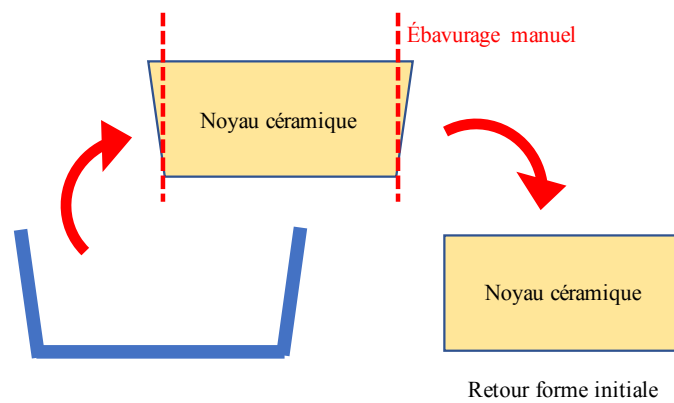 Ébavurage manuel
Noyau céramique
Noyau céramique
Retour forme initiale